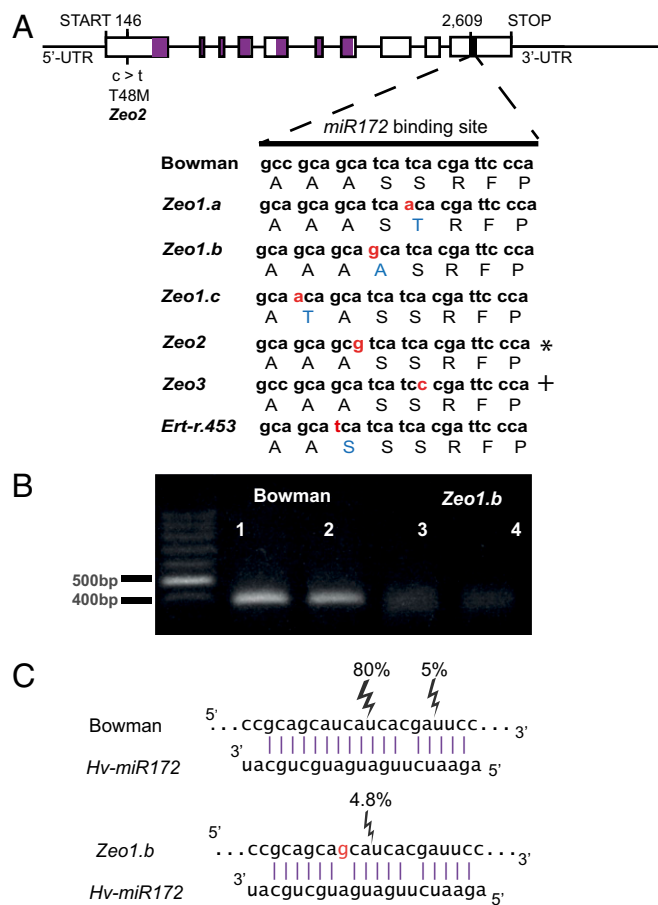 A
START 146
2,609
STOP
5'-UTR
3'-UTR
c > t
T48M
Zeo2
miR172 binding site
Bowman gcc gca gca tca tca cga ttc cca
A A A S S R F P
Zeo1.a gca gca gca tca aca cga ttc cca
A A A S T R F P
Zeo1.b gca gca gca gca tca cga ttc cca
A A A A S R F P
Zeo1.c gca aca gca tca tca cga ttc cca
A T A S S R F P
Zeo2 gca gca gcg tca tca cga ttc cca *
A A A S S R F P
Zeo3 gcc gca gca tca tcc cga ttc cca +
A A A S S R F P
Ert-r.453 gca gca tca tca tca cga ttc cca
A A S S S R F P
B
Bowman Zeo1.b
1 2 3 4
500bp
400bp
C
80% 5%
Bowman 5' ...ccgcagcaucaucacgauucc... 3'
Hv-miR172 3' uacgucguaguaguucuaaga 5'
4.8%
Zeo1.b 5' ...ccgcagcagcaucacgauucc... 3'
Hv-miR172 3' uacgucguaguaguucuaaga 5'